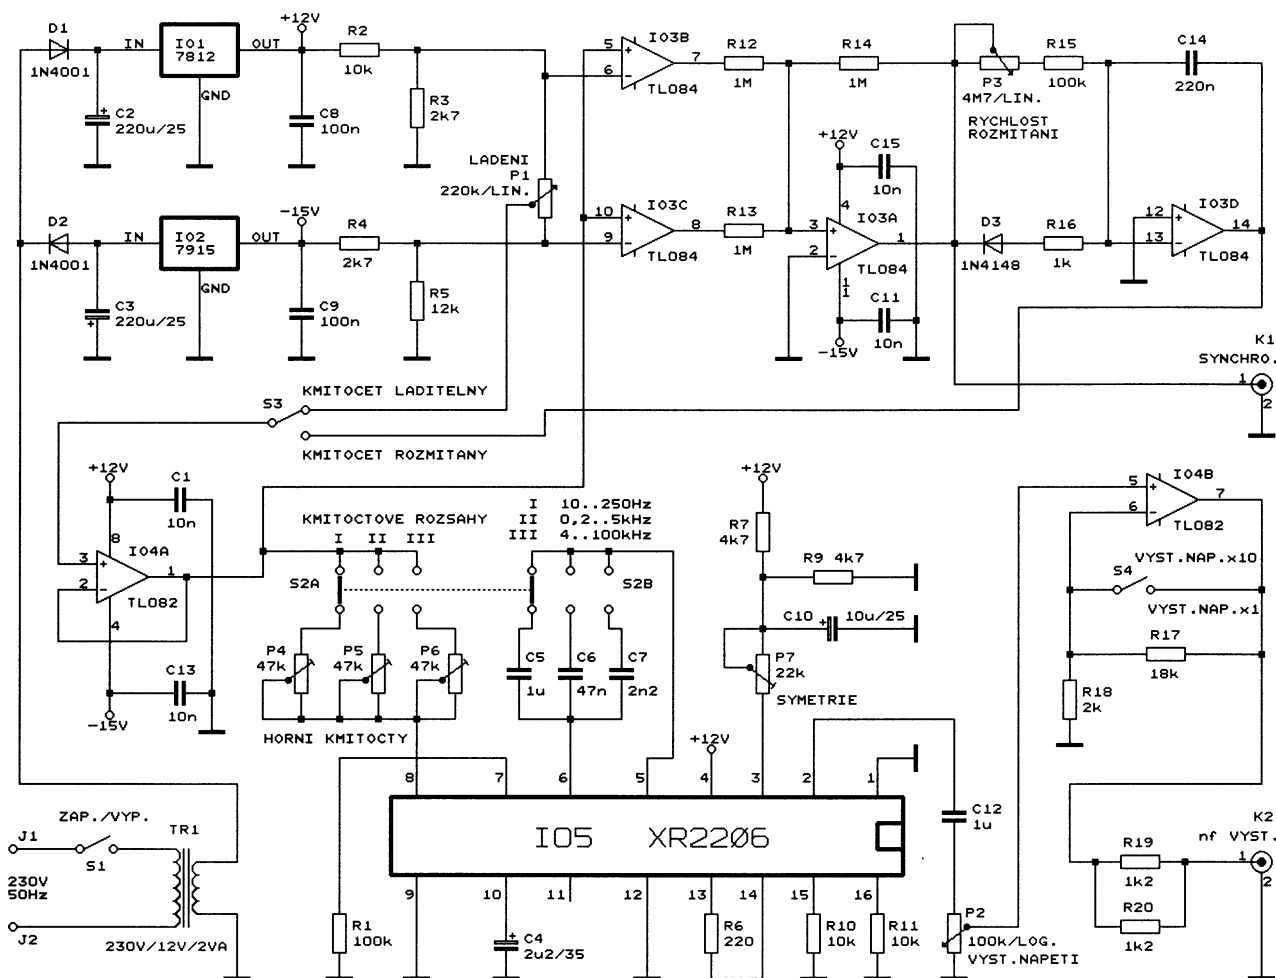 D1
1N4001
IN
IO1
7812
OUT
GND
+12V
R2
10k
C2
220u/25
+
C8
100n
R3
2k7
LADENI
P1
220k/LIN.
D2
1N4001
IN
IO2
7915
OUT
GND
-15V
R4
2k7
C3
220u/25
+
C9
100n
R5
12k
5
6
+
-
IO3B
7
TL084
R12
1M
R14
1M
P3
4M7/LIN.
R15
100k
RYCHLOST
ROZMITANI
C14
220n
10
9
+
-
IO3C
8
TL084
R13
1M
+12V
C15
10n
4
IO3A
3
2
+
-
1
TL084
11
C11
10n
-15V
D3
1N4148
R16
1k
12
13
+
-
IO3D
14
TL084
K1
SYNCHRO.
1
2
S3
KMITOCET LADITELNY
KMITOCET ROZMITANY
+12V
C1
10n
8
IO4A
3
2
+
-
1
TL082
4
C13
10n
-15V
KMITOCTOVE ROZSAHY
I II III
I 10..250Hz
II 0,2..5kHz
III 4..100kHz
S2A
S2B
P4
47k
P5
47k
P6
47k
HORNI KMITOCTY
C5
1u
C6
47n
C7
2n2
+12V
R7
4k7
R9 4k7
C10
+
10u/25
P7
22k
SYMETRIE
+12V
5
6
+
-
IO4B
7
TL082
VYST.NAP.x10
S4
VYST.NAP.x1
R17
18k
R18
2k
8 7 6 5 4 3 2 1
IO5 XR2206
9 10 11 12 13 14 15 16
C12
1u
ZAP./VYP.
J1
S1
TR1
230V
50Hz
J2
230V/12V/2VA
R1
100k
C4
+
2u2/35
R6
220
R10
10k
R11
10k
P2
100k/LOG.
VYST.NAPETI
R19
1k2
R20
1k2
K2
nf VYST.
1
2